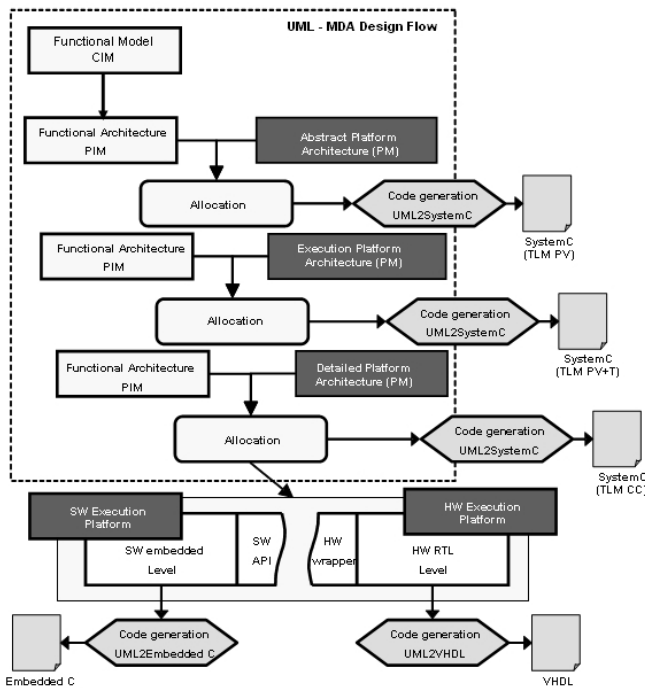 UML - MDA Design Flow
Functional Model
CIM
Functional Architecture
PIM
Abstract Platform
Architecture (PM)
Allocation
Code generation
UML2SystemC
SystemC
(TLM PV)
Functional Architecture
PIM
Execution Platform
Architecture (PM)
Allocation
Code generation
UML2SystemC
SystemC
(TLM PV+T)
Functional Architecture
PIM
Detailed Platform
Architecture (PM)
Allocation
Code generation
UML2SystemC
SystemC
(TLM CC)
SW Execution
Platform
HW Execution
Platform
SW embedded
Level
SW
API
HW
wrapper
HW RTL
Level
Code generation
UML2Embedded C
Embedded C
Code generation
UML2VHDL
VHDL